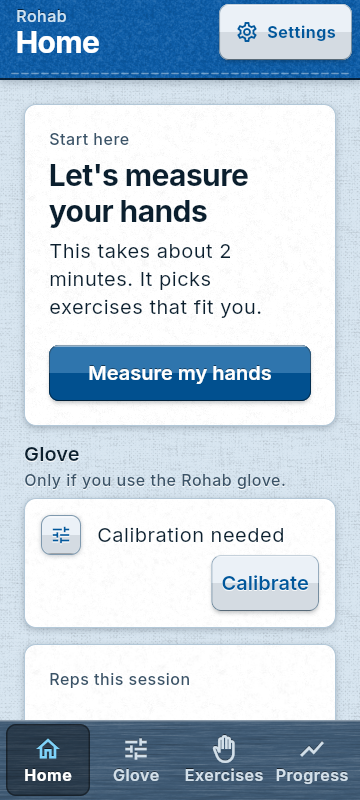 Rohab
Home
Settings
Start here
Let's measure
your hands
This takes about 2
minutes. It picks
exercises that fit you.
Measure my hands
Glove
Only if you use the Rohab glove.
Calibration needed
Calibrate
Reps this session
Home
Glove
Exercises
Progress